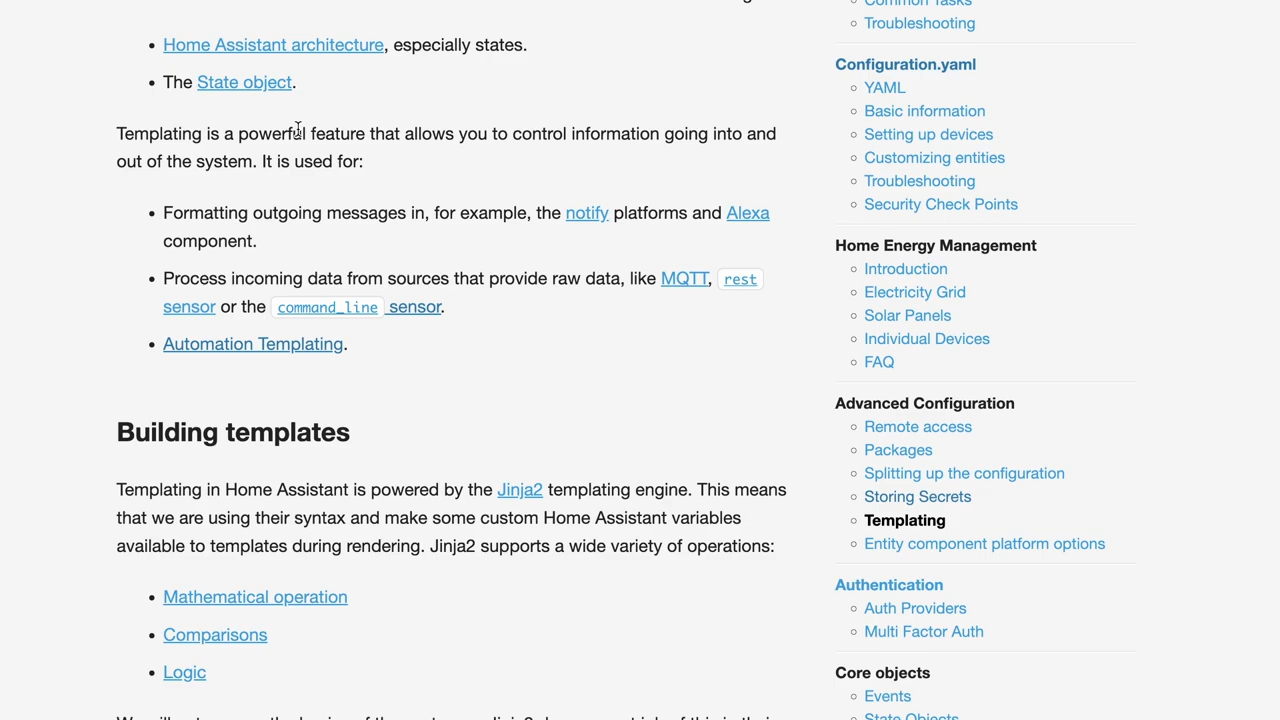 Home Assistant architecture, especially states.
The State object.
Templating is a powerful feature that allows you to control information going into and
out of the system. It is used for:
Formatting outgoing messages in, for example, the notify platforms and Alexa
component.
Process incoming data from sources that provide raw data, like MQTT, rest
sensor or the command_line sensor.
Automation Templating.
Building templates
Templating in Home Assistant is powered by the Jinja2 templating engine. This means
that we are using their syntax and make some custom Home Assistant variables
available to templates during rendering. Jinja2 supports a wide variety of operations:
Mathematical operation
Comparisons
Logic
Common Tasks
Troubleshooting
Configuration.yaml
YAML
Basic information
Setting up devices
Customizing entities
Troubleshooting
Security Check Points
Home Energy Management
Introduction
Electricity Grid
Solar Panels
Individual Devices
FAQ
Advanced Configuration
Remote access
Packages
Splitting up the configuration
Storing Secrets
Templating
Entity component platform options
Authentication
Auth Providers
Multi Factor Auth
Core objects
Events
State Objects